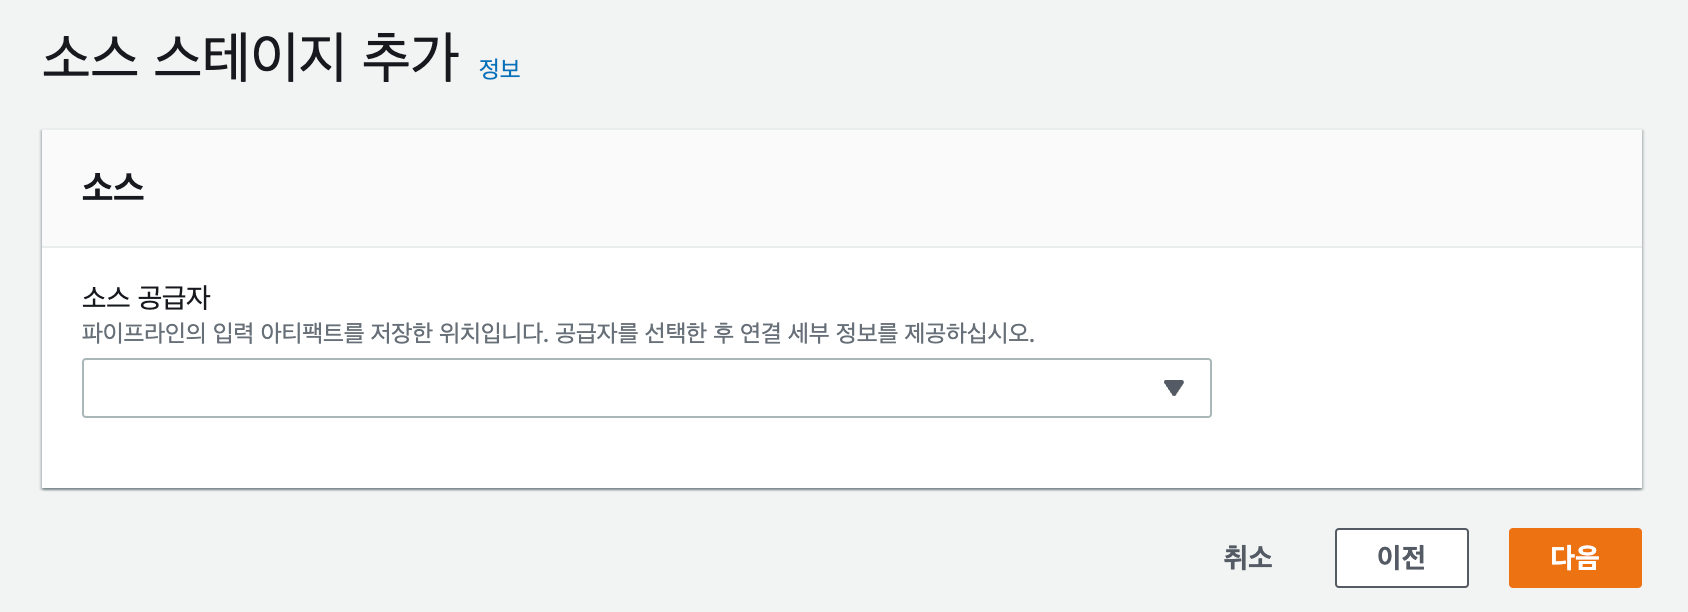 소스 스테이지 추가 정보
소스
소스 공급자
파이프라인의 입력 아티팩트를 저장한 위치입니다. 공급자를 선택한 후 연결 세부 정보를 제공하십시오.
취소 이전 다음